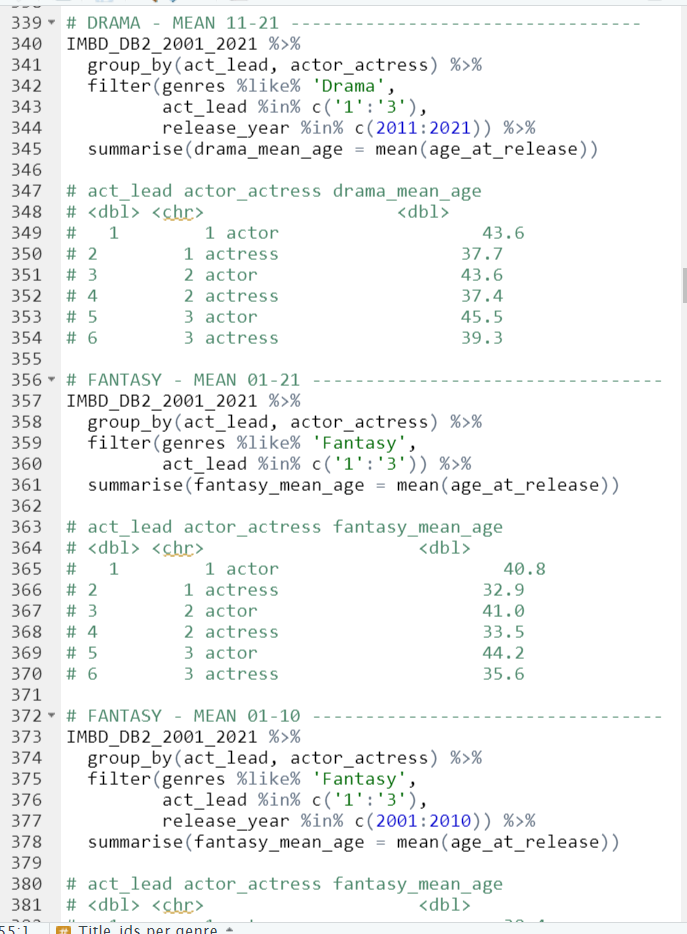 339 # DRAMA - MEAN 11-21 ---------------------------------
340 IMBD_DB2_2001_2021 %>%
341   group_by(act_lead, actor_actress) %>%
342   filter(genres %like% 'Drama',
343          act_lead %in% c('1':'3'),
344          release_year %in% c(2011:2021)) %>%
345   summarise(drama_mean_age = mean(age_at_release))
346
347 # act_lead actor_actress drama_mean_age
348 # <dbl> <chr>                  <dbl>
349 #   1        1 actor                   43.6
350 # 2        1 actress                 37.7
351 # 3        2 actor                   43.6
352 # 4        2 actress                 37.4
353 # 5        3 actor                   45.5
354 # 6        3 actress                 39.3
355
356 # FANTASY - MEAN 01-21 ---------------------------------
357 IMBD_DB2_2001_2021 %>%
358   group_by(act_lead, actor_actress) %>%
359   filter(genres %like% 'Fantasy',
360          act_lead %in% c('1':'3')) %>%
361   summarise(fantasy_mean_age = mean(age_at_release))
362
363 # act_lead actor_actress fantasy_mean_age
364 # <dbl> <chr>                    <dbl>
365 #   1        1 actor                     40.8
366 # 2        1 actress                   32.9
367 # 3        2 actor                     41.0
368 # 4        2 actress                   33.5
369 # 5        3 actor                     44.2
370 # 6        3 actress                   35.6
371
372 # FANTASY - MEAN 01-10 ---------------------------------
373 IMBD_DB2_2001_2021 %>%
374   group_by(act_lead, actor_actress) %>%
375   filter(genres %like% 'Fantasy',
376          act_lead %in% c('1':'3'),
377          release_year %in% c(2001:2010)) %>%
378   summarise(fantasy_mean_age = mean(age_at_release))
379
380 # act_lead actor_actress fantasy_mean_age
381 # <dbl> <chr>                    <dbl>
55:1 # Title ids per genre